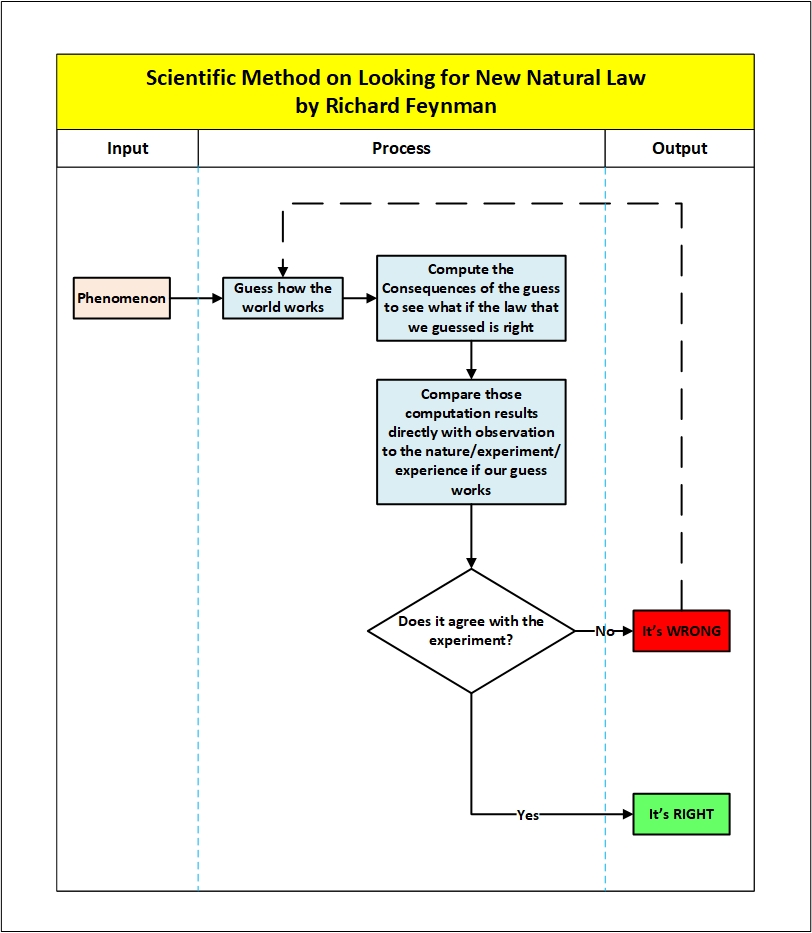 Scientific Method on Looking for New Natural Law
by Richard Feynman
Input
Process
Output
Phenomenon
Guess how the
world works
Compute the
Consequences of the guess
to see what if the law that
we guessed is right
Compare those
computation results
directly with observation
to the nature/experiment/
experience if our guess
works
Does it agree with the
experiment?
No
It's WRONG
Yes
It's RIGHT